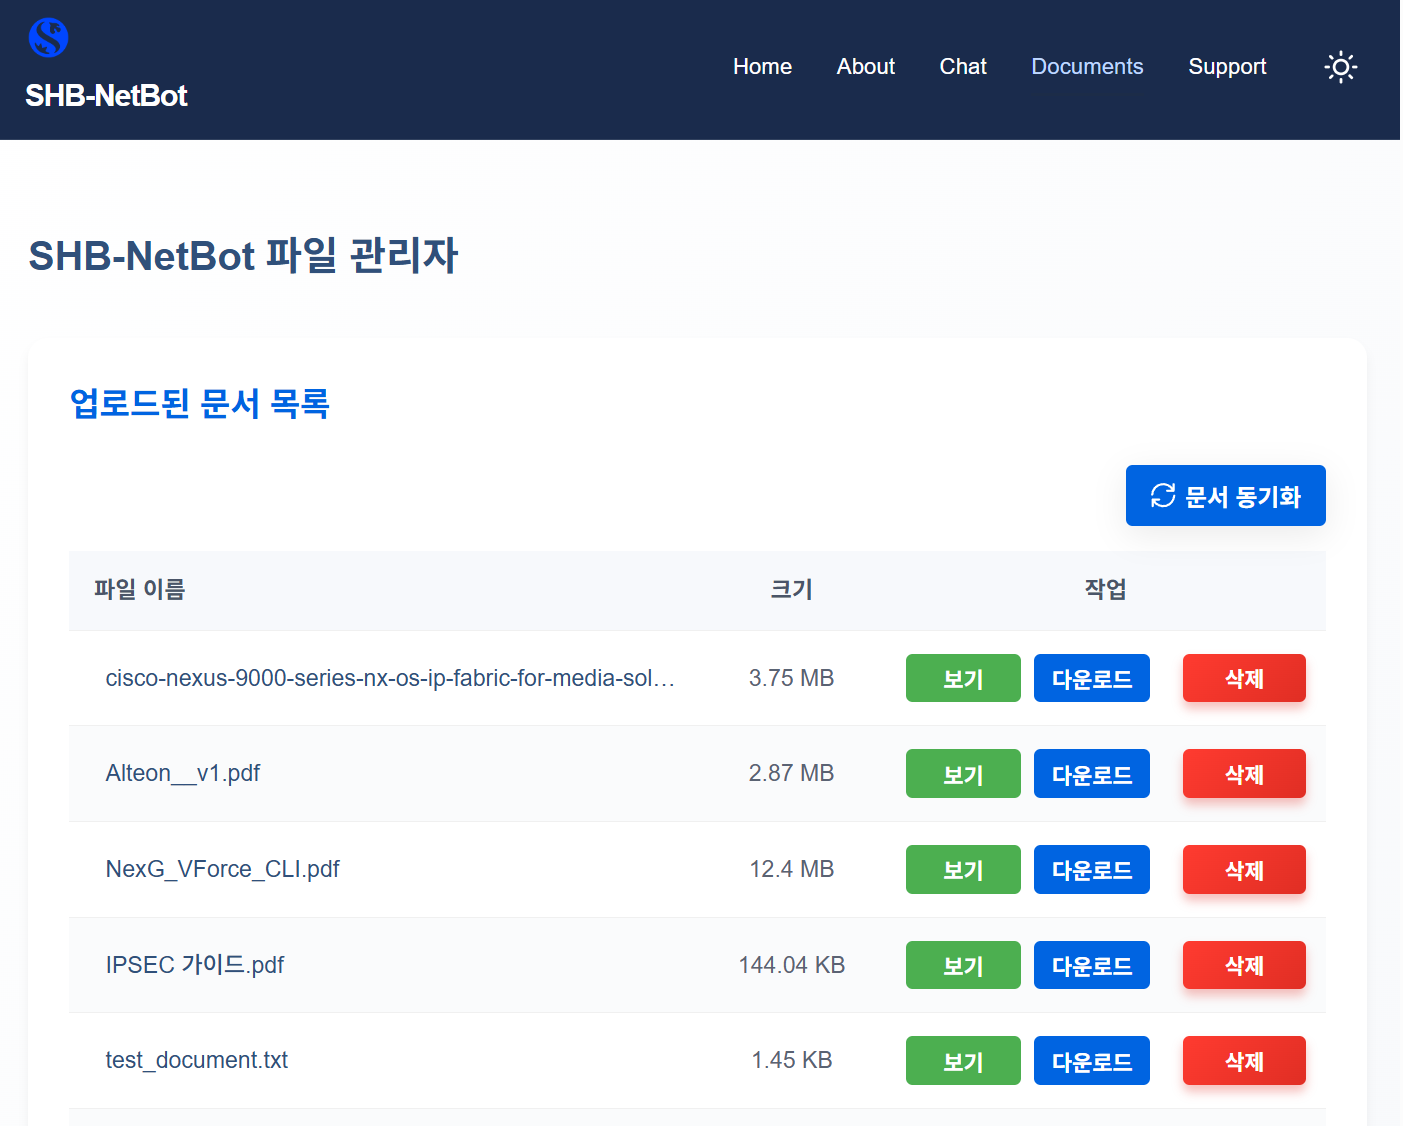 SHB-NetBot
Home About Chat Documents Support
SHB-NetBot 파일 관리자
업로드된 문서 목록
문서 동기화
파일 이름 크기 작업
cisco-nexus-9000-series-nx-os-ip-fabric-for-media-sol… 3.75 MB 보기 다운로드 삭제
Alteon__v1.pdf 2.87 MB 보기 다운로드 삭제
NexG_VForce_CLI.pdf 12.4 MB 보기 다운로드 삭제
IPSEC 가이드.pdf 144.04 KB 보기 다운로드 삭제
test_document.txt 1.45 KB 보기 다운로드 삭제